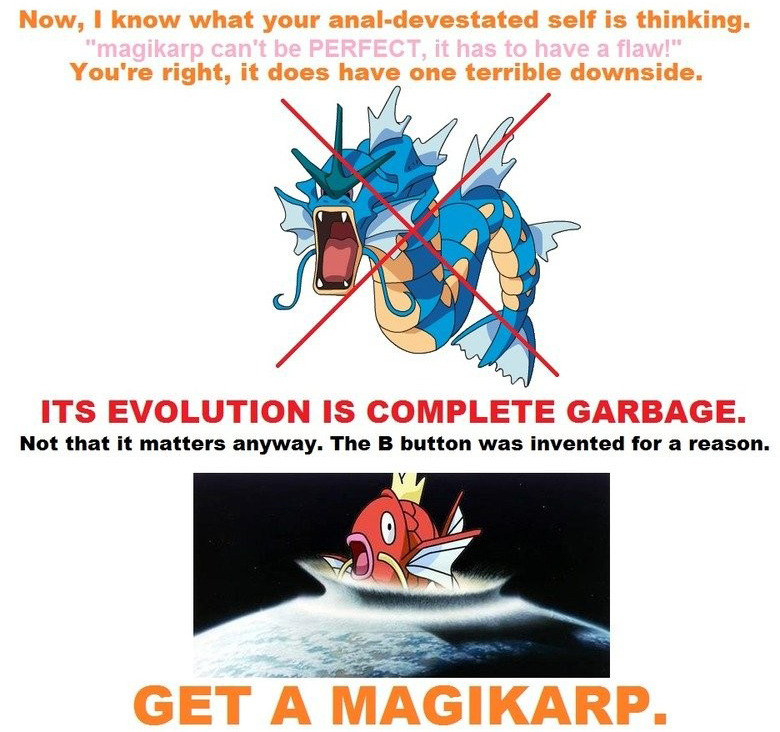 Now, I know what your anal-devestated self is thinking.
"magikarp can't be PERFECT, it has to have a flaw!"
You're right, it does have one terrible downside.
ITS EVOLUTION IS COMPLETE GARBAGE.
Not that it matters anyway. The B button was invented for a reason.
GET A MAGIKARP.